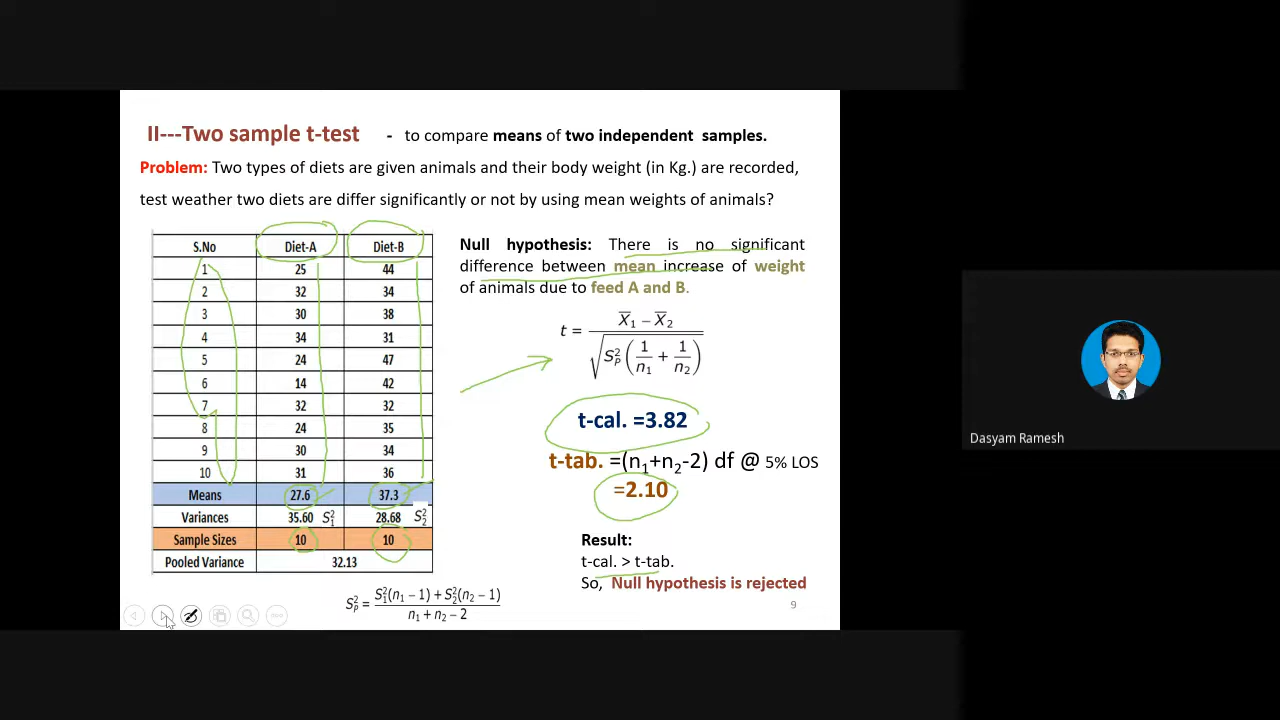 II---Two sample t-test - to compare means of two independent samples.
Problem: Two types of diets are given animals and their body weight (in Kg.) are recorded,
test weather two diets are differ significantly or not by using mean weights of animals?
S.No Diet-A Diet-B
1 25 44
2 32 34
3 30 38
4 34 31
5 24 47
6 14 42
7 32 32
8 24 35
9 30 34
10 31 36
Means 27.6 37.3
Variances 35.60 S₁² 28.68 S₂²
Sample Sizes 10 10
Pooled Variance 32.13
Sₚ² = (S₁²(n₁ − 1) + S₂²(n₂ − 1)) / (n₁ + n₂ − 2)
Null hypothesis: There is no significant
difference between mean increase of weight
of animals due to feed A and B.
t = (X̅₁ − X̅₂) / √(Sₚ² (1/n₁ + 1/n₂))
t-cal. =3.82
t-tab. =(n₁+n₂-2) df @ 5% LOS
=2.10
Result:
t-cal. > t-tab.
So, Null hypothesis is rejected
9
Dasyam Ramesh